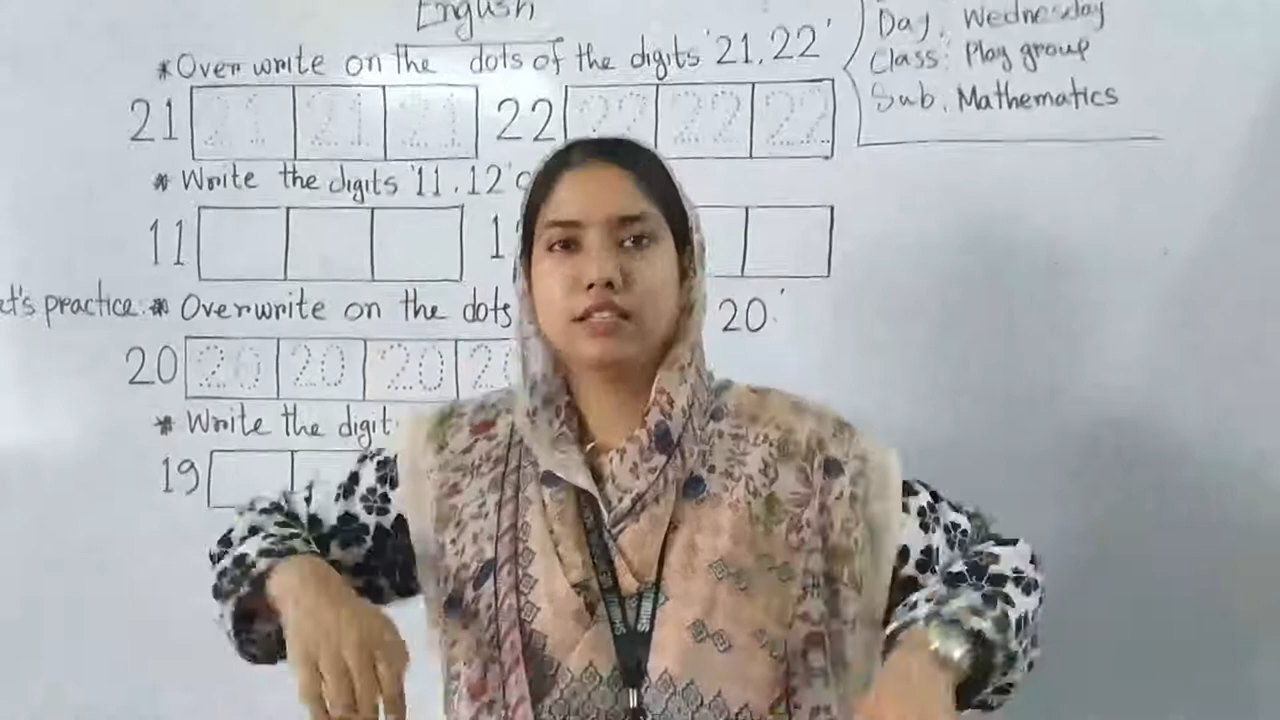 English
Day, Wednesday
Class: Play group
Sub, Mathematics
*Over write on the dots of the digits '21,22'
21 21 21 21 22 22 22 22
* Write the digits '11,12'
11
Let's practice: * Overwrite on the dots 20'
20 20 20 20
* Write the digit
19